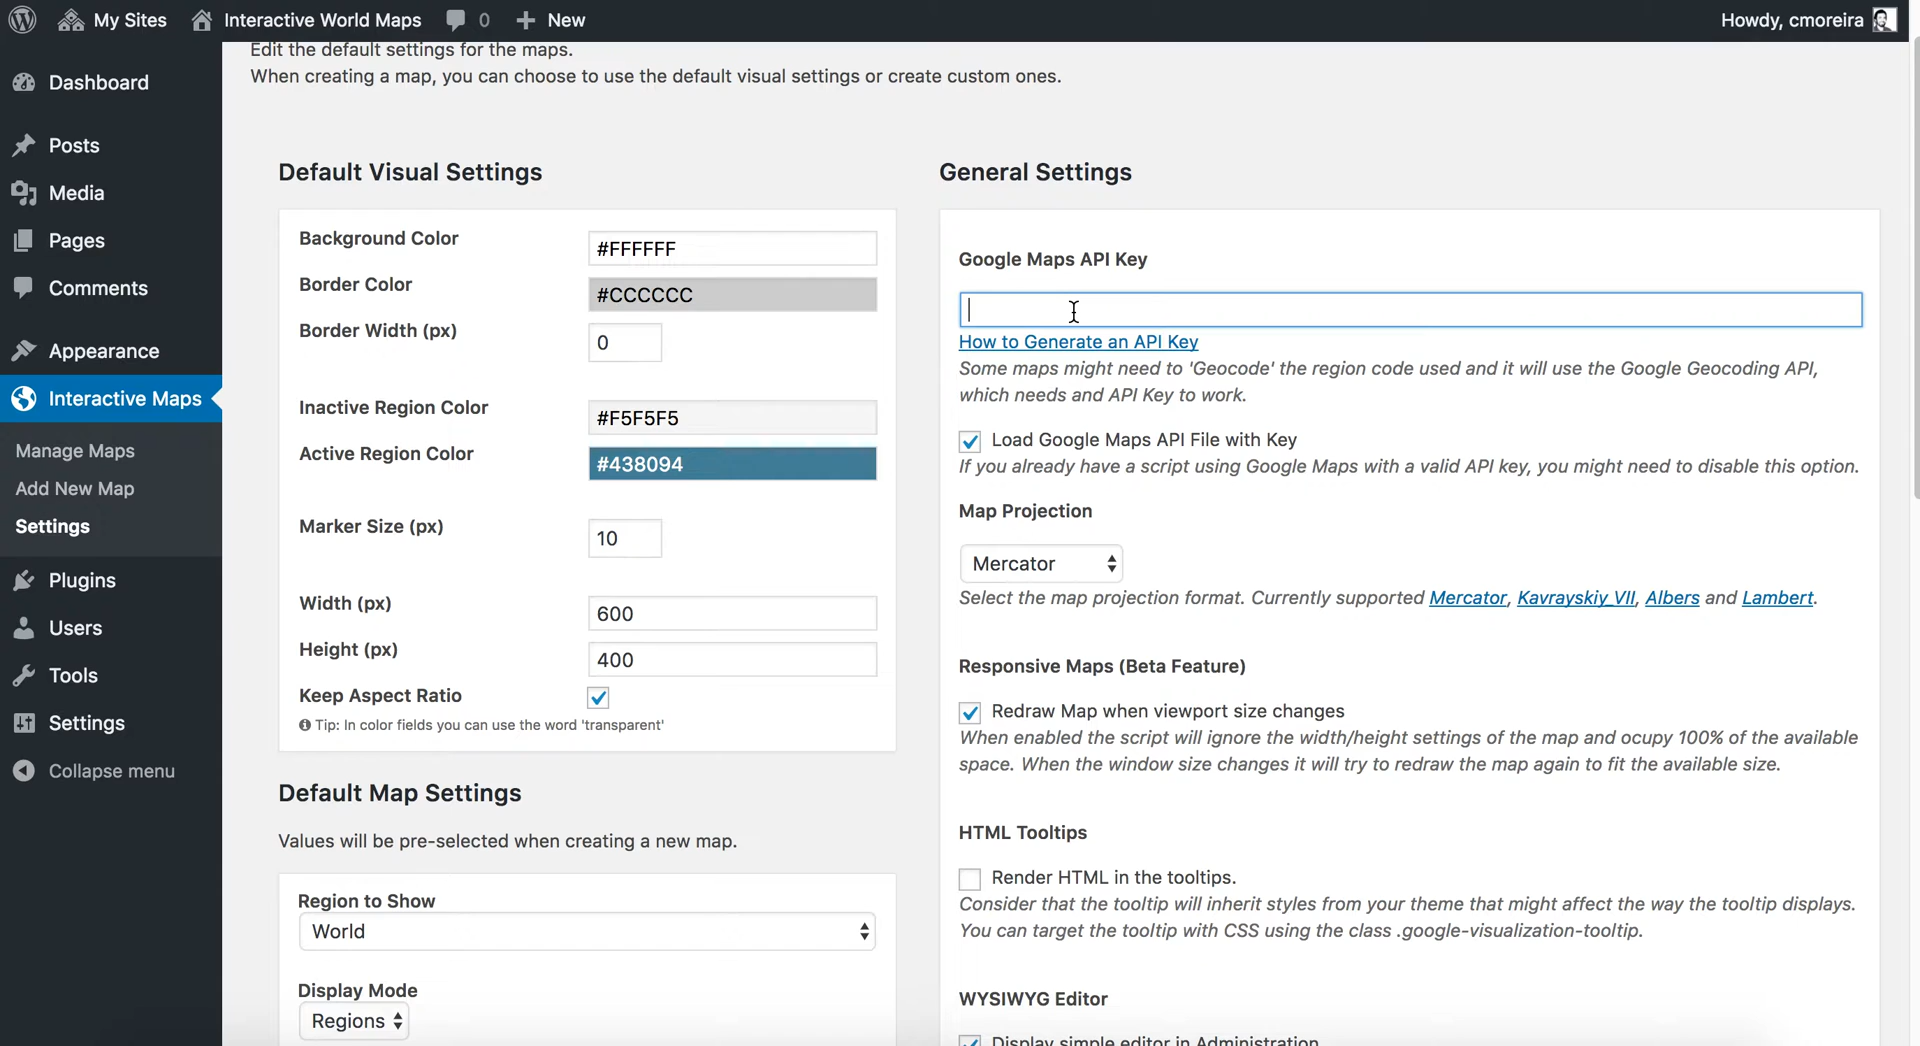 My Sites
Interactive World Maps
0
New
Howdy, cmoreira
Dashboard
Posts
Media
Pages
Comments
Appearance
Interactive Maps
Manage Maps
Add New Map
Settings
Plugins
Users
Tools
Settings
Collapse menu
Edit the default settings for the maps.
When creating a map, you can choose to use the default visual settings or create custom ones.
Default Visual Settings
Background Color
#FFFFFF
Border Color
#CCCCCC
Border Width (px)
0
Inactive Region Color
#F5F5F5
Active Region Color
#438094
Marker Size (px)
10
Width (px)
600
Height (px)
400
Keep Aspect Ratio
Tip: In color fields you can use the word 'transparent'
Default Map Settings
Values will be pre-selected when creating a new map.
Region to Show
World
Display Mode
Regions
General Settings
Google Maps API Key
How to Generate an API Key
Some maps might need to 'Geocode' the region code used and it will use the Google Geocoding API,
which needs and API Key to work.
Load Google Maps API File with Key
If you already have a script using Google Maps with a valid API key, you might need to disable this option.
Map Projection
Mercator
Select the map projection format. Currently supported Mercator, Kavrayskiy_VII, Albers and Lambert.
Responsive Maps (Beta Feature)
Redraw Map when viewport size changes
When enabled the script will ignore the width/height settings of the map and ocupy 100% of the available
space. When the window size changes it will try to redraw the map again to fit the available size.
HTML Tooltips
Render HTML in the tooltips.
Consider that the tooltip will inherit styles from your theme that might affect the way the tooltip displays.
You can target the tooltip with CSS using the class .google-visualization-tooltip.
WYSIWYG Editor
Display simple editor in Administration